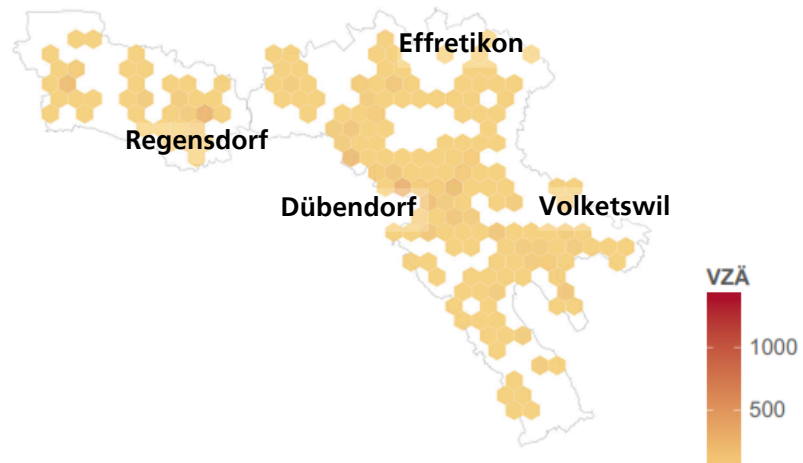 Effretikon
Regensdorf
Dübendorf
Volketswil
VZÄ
1000
500